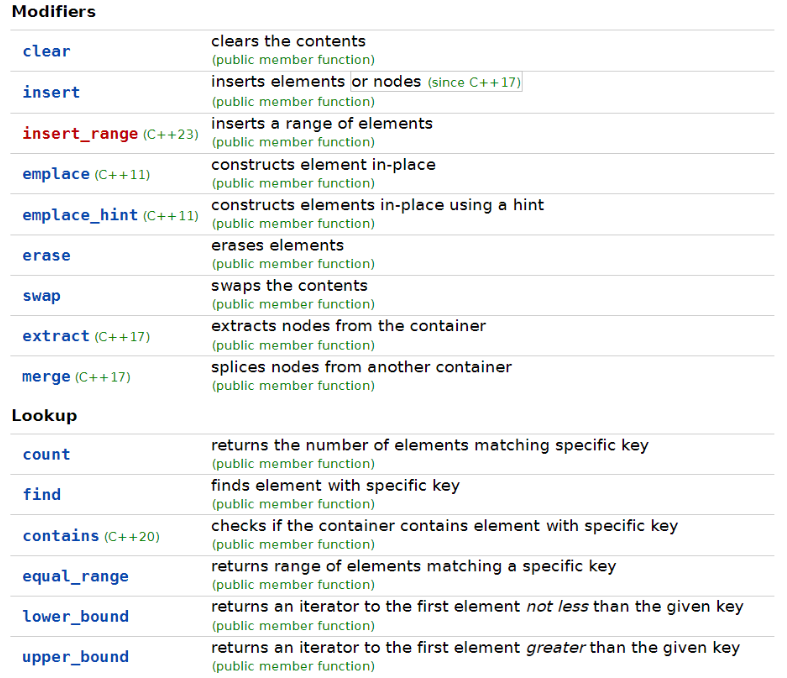 Modifiers
clear
clears the contents
(public member function)
insert
inserts elements or nodes (since C++17)
(public member function)
insert_range (C++23)
inserts a range of elements
(public member function)
emplace (C++11)
constructs element in-place
(public member function)
emplace_hint (C++11)
constructs elements in-place using a hint
(public member function)
erase
erases elements
(public member function)
swap
swaps the contents
(public member function)
extract (C++17)
extracts nodes from the container
(public member function)
merge (C++17)
splices nodes from another container
(public member function)
Lookup
count
returns the number of elements matching specific key
(public member function)
find
finds element with specific key
(public member function)
contains (C++20)
checks if the container contains element with specific key
(public member function)
equal_range
returns range of elements matching a specific key
(public member function)
lower_bound
returns an iterator to the first element not less than the given key
(public member function)
upper_bound
returns an iterator to the first element greater than the given key
(public member function)